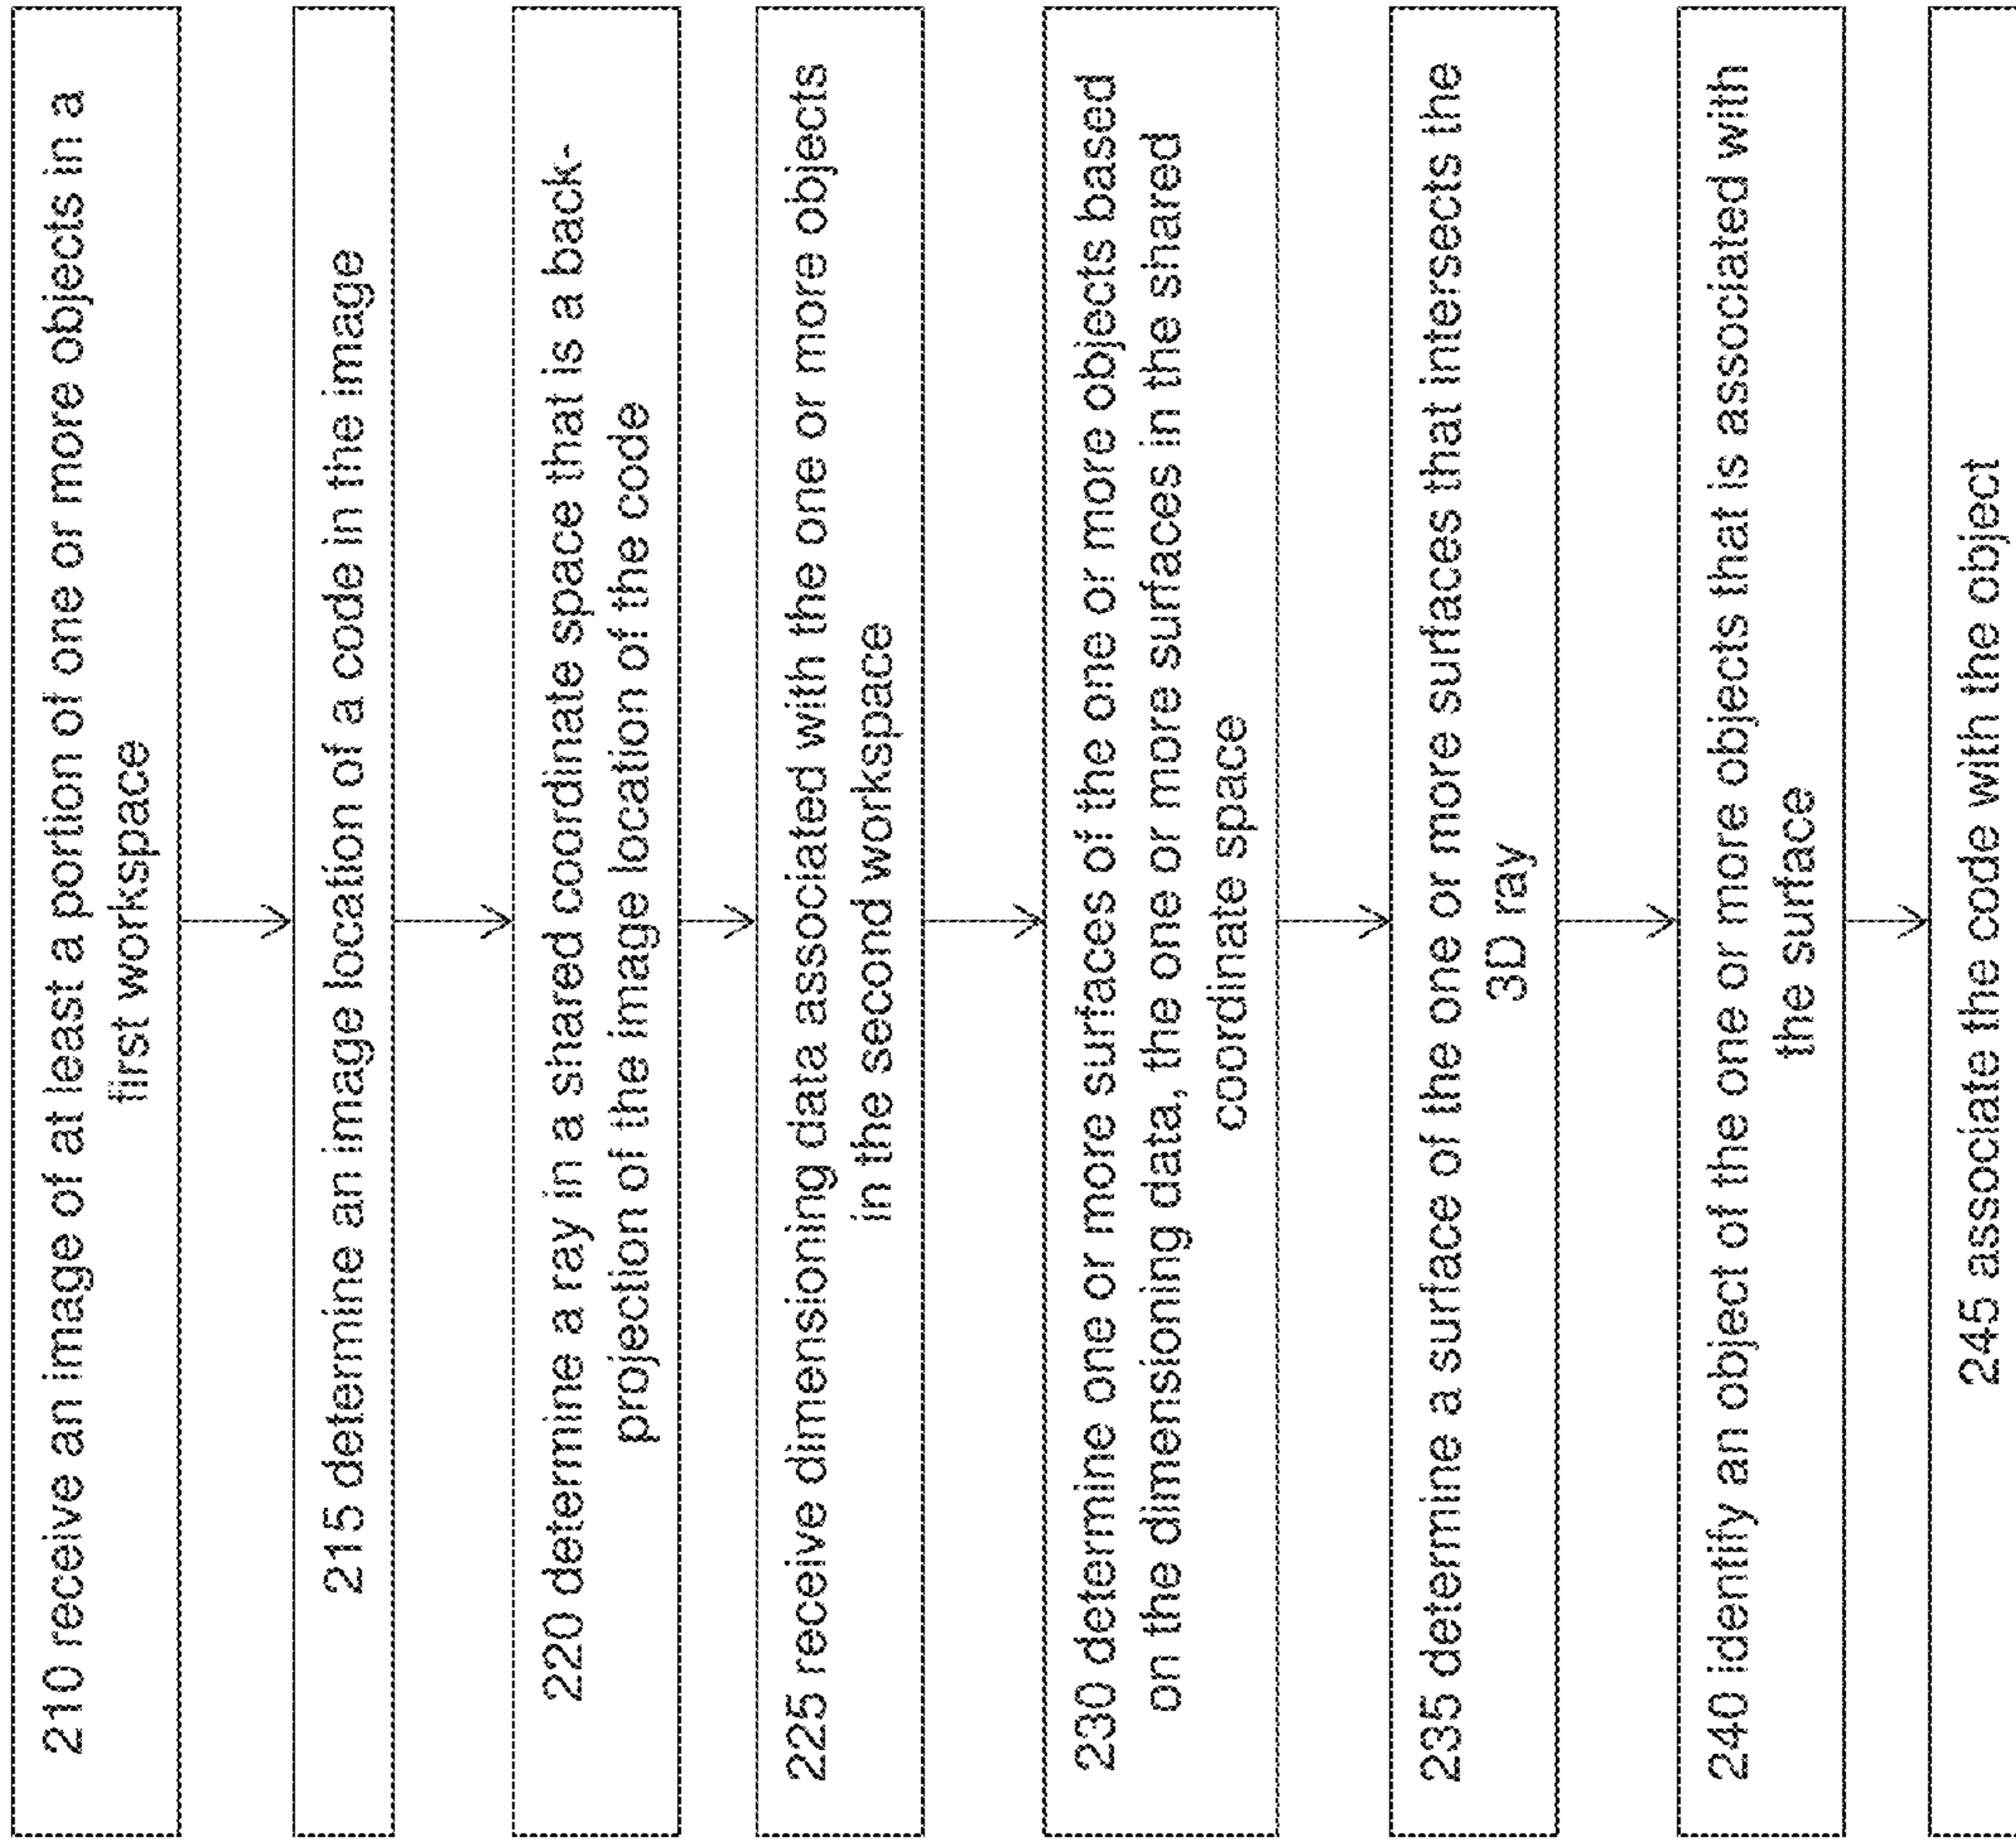 210 receive an image of at least a portion of one or more objects in a
first workspace
215 determine an image location of a code in the image
220 determine a ray in a shared coordinate space that is a back-
projection of the image location of the code
225 receive dimensioning data associated with the one or more objects
in the second workspace
230 determine one or more surfaces of the one or more objects based
on the dimensioning data, the one or more surfaces in the shared
coordinate space
235 determine a surface of the one or more surfaces that intersects the
3D ray
240 identify an object of the one or more objects that is associated with
the surface
245 associate the code with the object